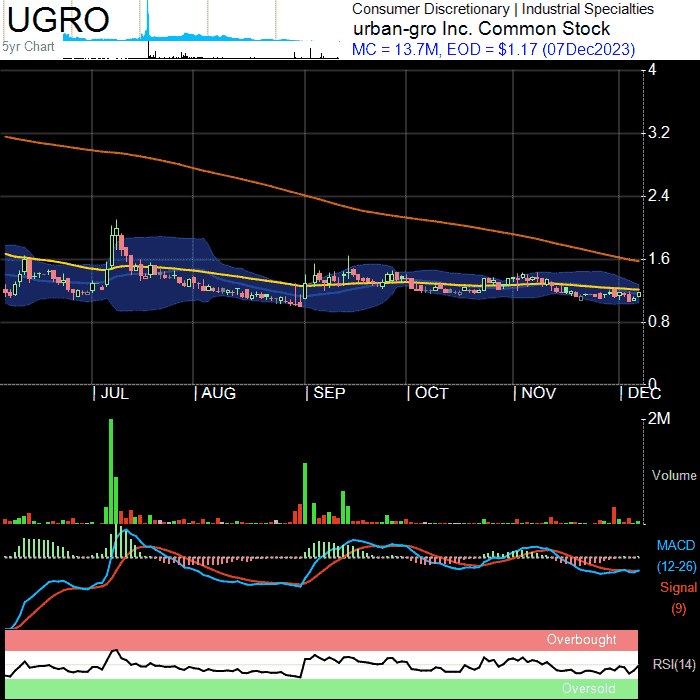 UGRO
5yr Chart
Consumer Discretionary | Industrial Specialties
urban-gro Inc. Common Stock
MC = 13.7M, EOD = $1.17 (07Dec2023)
4
3.2
2.4
1.6
0.8
0
JUL
AUG
SEP
OCT
NOV
DEC
2M
Volume
MACD
(12-26)
Signal
(9)
Overbought
RSI(14)
Oversold